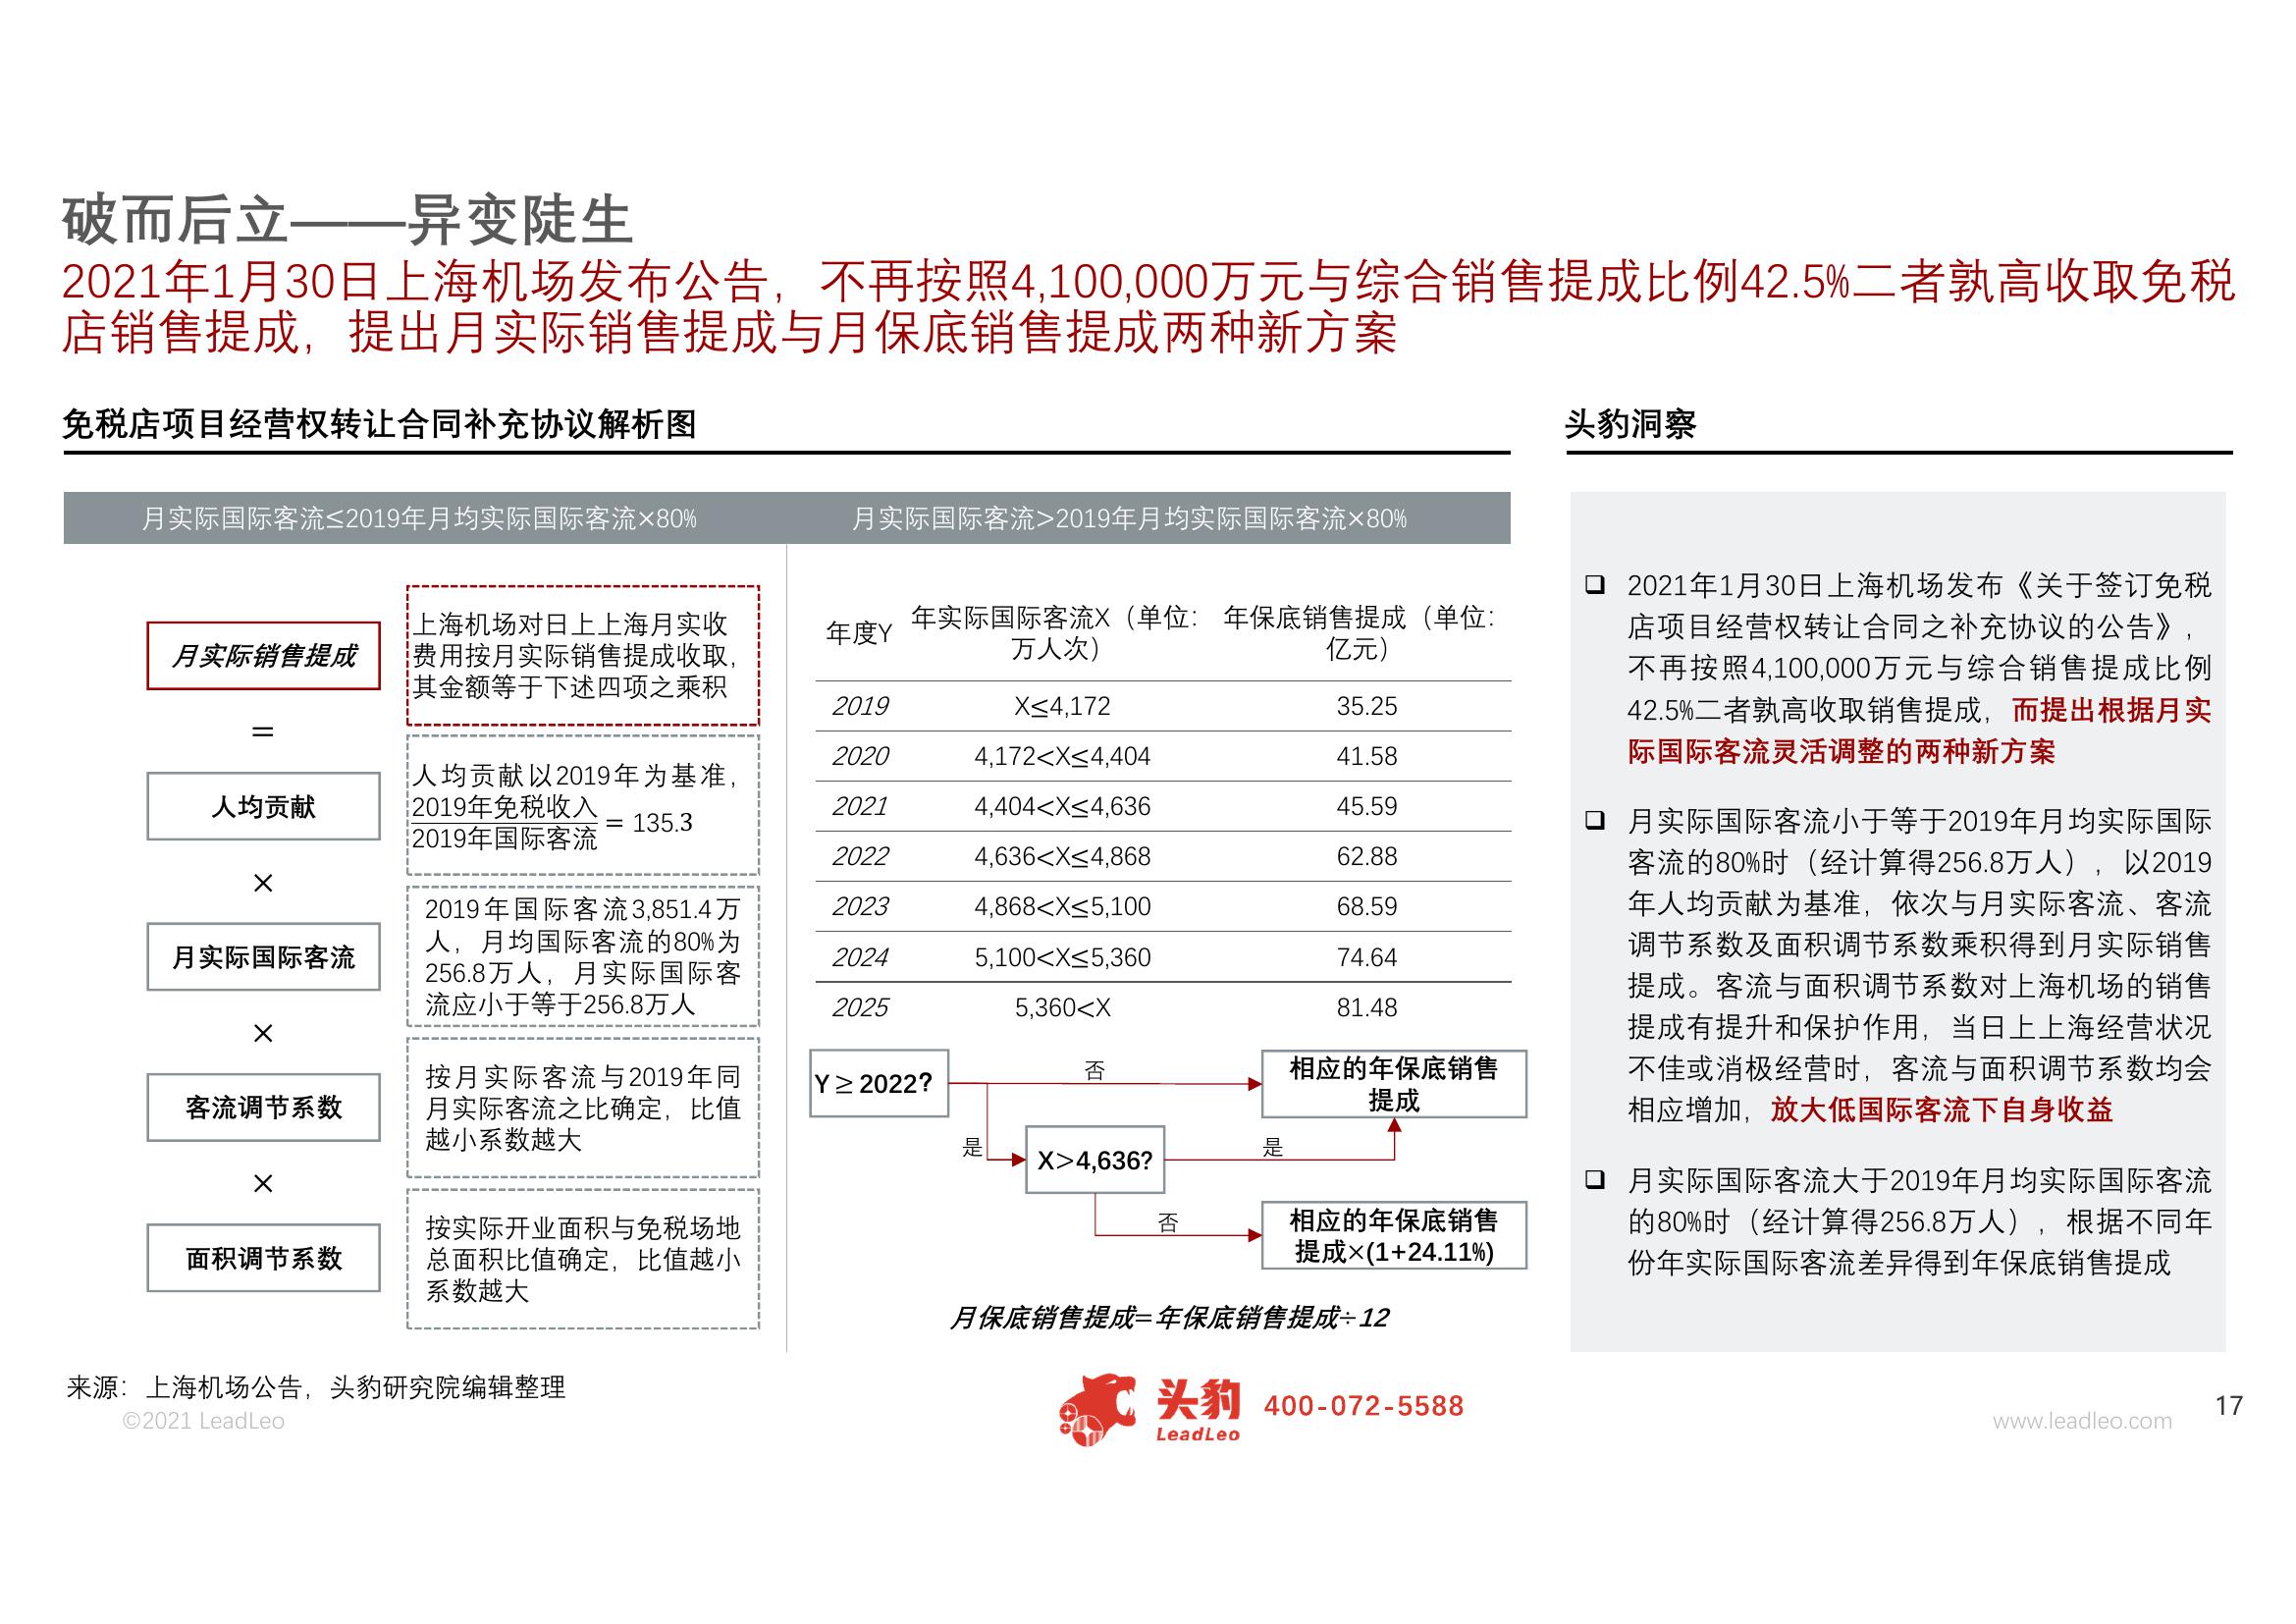 破而后立——异变陡生
2021年1月30日上海机场发布公告，不再按照4,100,000万元与综合销售提成比例42.5%二者孰高收取免税
店销售提成，提出月实际销售提成与月保底销售提成两种新方案
免税店项目经营权转让合同补充协议解析图
月实际国际客流≤2019年月均实际国际客流×80%
月实际销售提成
上海机场对日上上海月实收
费用按月实际销售提成收取，
其金额等于下述四项之乘积
=
人均贡献
人均贡献以2019年为基准，
2019年免税收入
2019年国际客流
= 135.3
×
月实际国际客流
2019年国际客流3,851.4万
人，月均国际客流的80%为
256.8万人，月实际国际客
流应小于等于256.8万人
×
客流调节系数
按月实际客流与2019年同
月实际客流之比确定，比值
越小系数越大
×
面积调节系数
按实际开业面积与免税场地
总面积比值确定，比值越小
系数越大
月实际国际客流>2019年月均实际国际客流×80%
年度Y 年实际国际客流X（单位：万人次） 年保底销售提成（单位：亿元）
2019 X≤4,172 35.25
2020 4,172<X≤4,404 41.58
2021 4,404<X≤4,636 45.59
2022 4,636<X≤4,868 62.88
2023 4,868<X≤5,100 68.59
2024 5,100<X≤5,360 74.64
2025 5,360<X 81.48
Y≥2022?
否
相应的年保底销售
提成
是
X>4,636?
是
否
相应的年保底销售
提成×(1+24.11%)
月保底销售提成=年保底销售提成÷12
头豹洞察
❑ 2021年1月30日上海机场发布《关于签订免税
店项目经营权转让合同之补充协议的公告》，
不再按照4,100,000万元与综合销售提成比例
42.5%二者孰高收取销售提成，而提出根据月实
际国际客流灵活调整的两种新方案
❑ 月实际国际客流小于等于2019年月均实际国际
客流的80%时（经计算得256.8万人），以2019
年人均贡献为基准，依次与月实际客流、客流
调节系数及面积调节系数乘积得到月实际销售
提成。客流与面积调节系数对上海机场的销售
提成有提升和保护作用，当日上上海经营状况
不佳或消极经营时，客流与面积调节系数均会
相应增加，放大低国际客流下自身收益
❑ 月实际国际客流大于2019年月均实际国际客流
的80%时（经计算得256.8万人），根据不同年
份年实际国际客流差异得到年保底销售提成
来源：上海机场公告，头豹研究院编辑整理
©2021 LeadLeo
头豹
LeadLeo
400-072-5588
www.leadleo.com
17